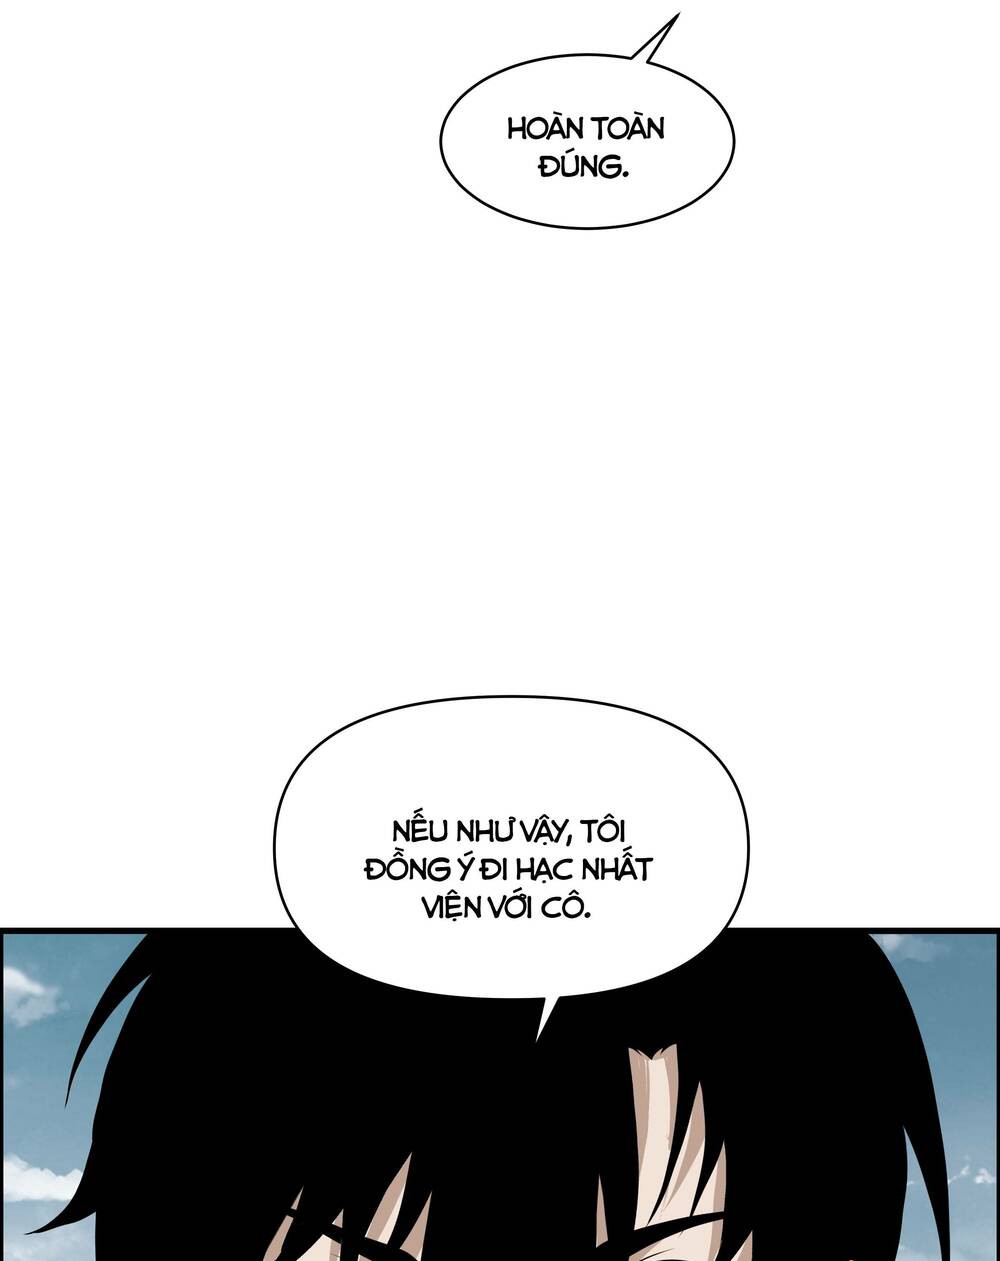 HOÀN TOÀN
ĐÚNG.
NẾU NHƯ VẬY, TÔI
ĐỒNG Ý ĐI HẠC NHẤT
VIỆN VỚI CÔ.